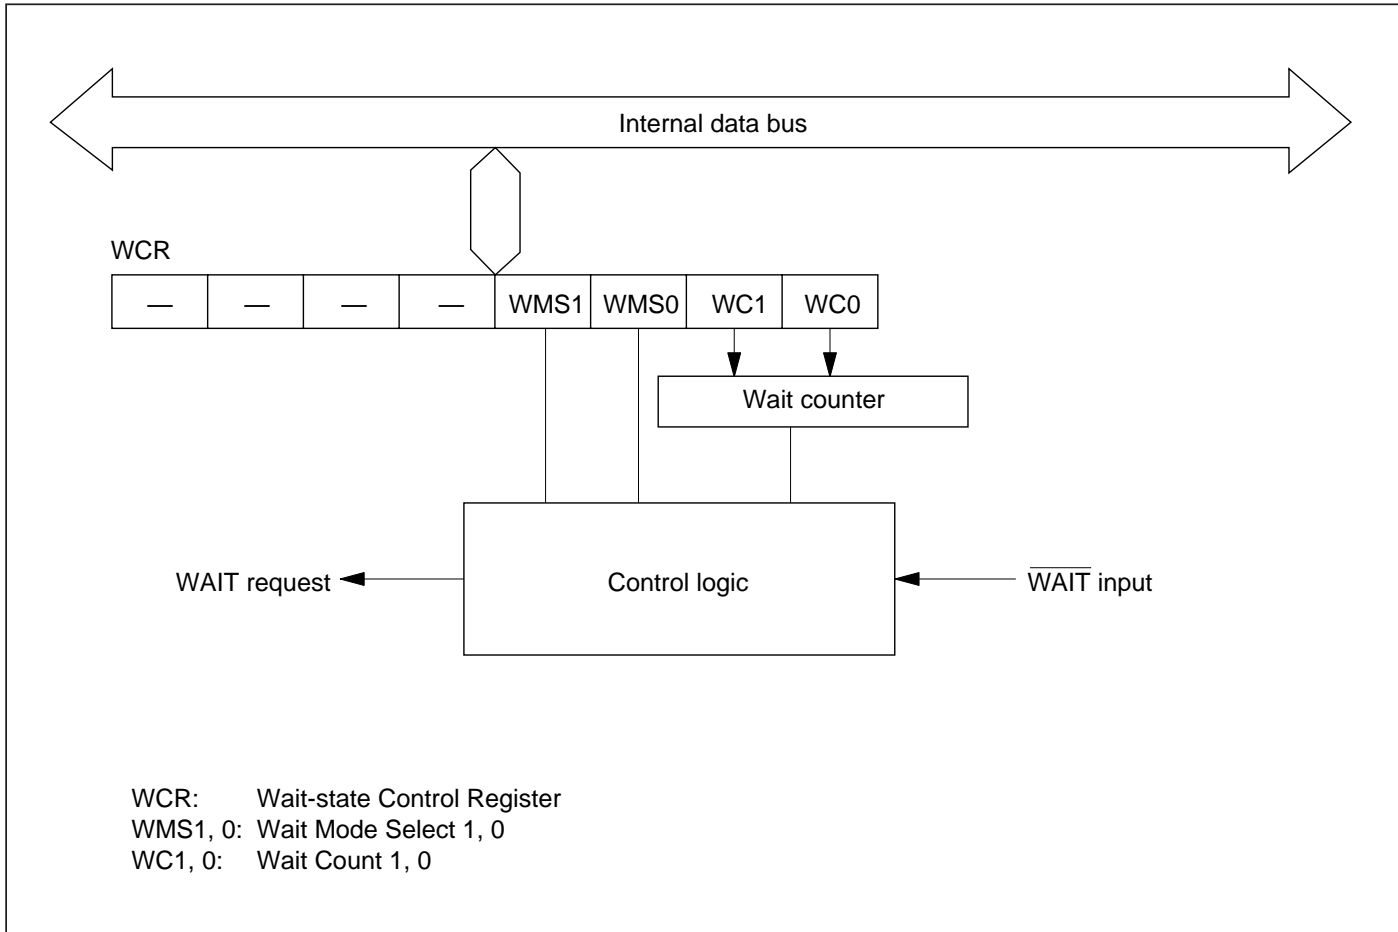 Internal data bus
WCR
— — — — WMS1 WMS0 WC1 WC0
Wait counter
WAIT request Control logic W̅A̅I̅T̅ input
WCR: Wait-state Control Register
WMS1, 0: Wait Mode Select 1, 0
WC1, 0: Wait Count 1, 0